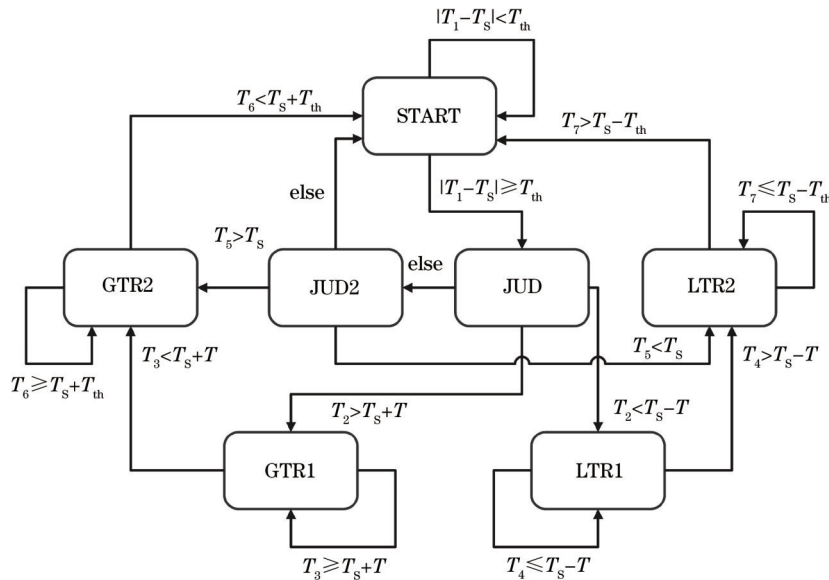 |T₁−Tₛ|<Tₜₕ
T₆<Tₛ+Tₜₕ
START
T₇>Tₛ−Tₜₕ
else
|T₁−Tₛ|≥Tₜₕ
T₇≤Tₛ−Tₜₕ
T₅>Tₛ
else
GTR2
JUD2
JUD
LTR2
T₃<Tₛ+T
T₅<Tₛ
T₄>Tₛ−T
T₆≥Tₛ+Tₜₕ
T₂>Tₛ+T
T₂<Tₛ−T
GTR1
LTR1
T₃≥Tₛ+T
T₄≤Tₛ−T